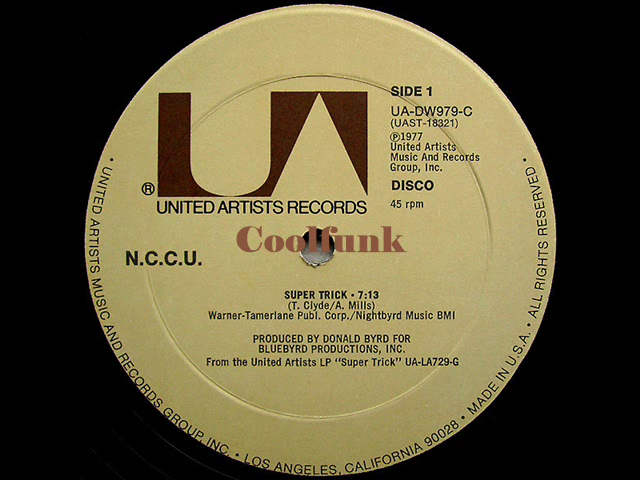 UA
®
UNITED ARTISTS RECORDS
SIDE 1
UA-DW979-C
(UAST-18321)
℗1977
United Artists
Music And Records
Group, Inc.
DISCO
45 rpm
Coolfunk
N.C.C.U.
SUPER TRICK • 7:13
(T. Clyde/A. Mills)
Warner-Tamerlane Publ. Corp./Nightbyrd Music BMI
PRODUCED BY DONALD BYRD FOR
BLUEBYRD PRODUCTIONS, INC.
From the United Artists LP "Super Trick" UA-LA729-G
• UNITED ARTISTS MUSIC AND RECORDS GROUP, INC. • LOS ANGELES, CALIFORNIA 90028 • MADE IN U.S.A. • ALL RIGHTS RESERVED •